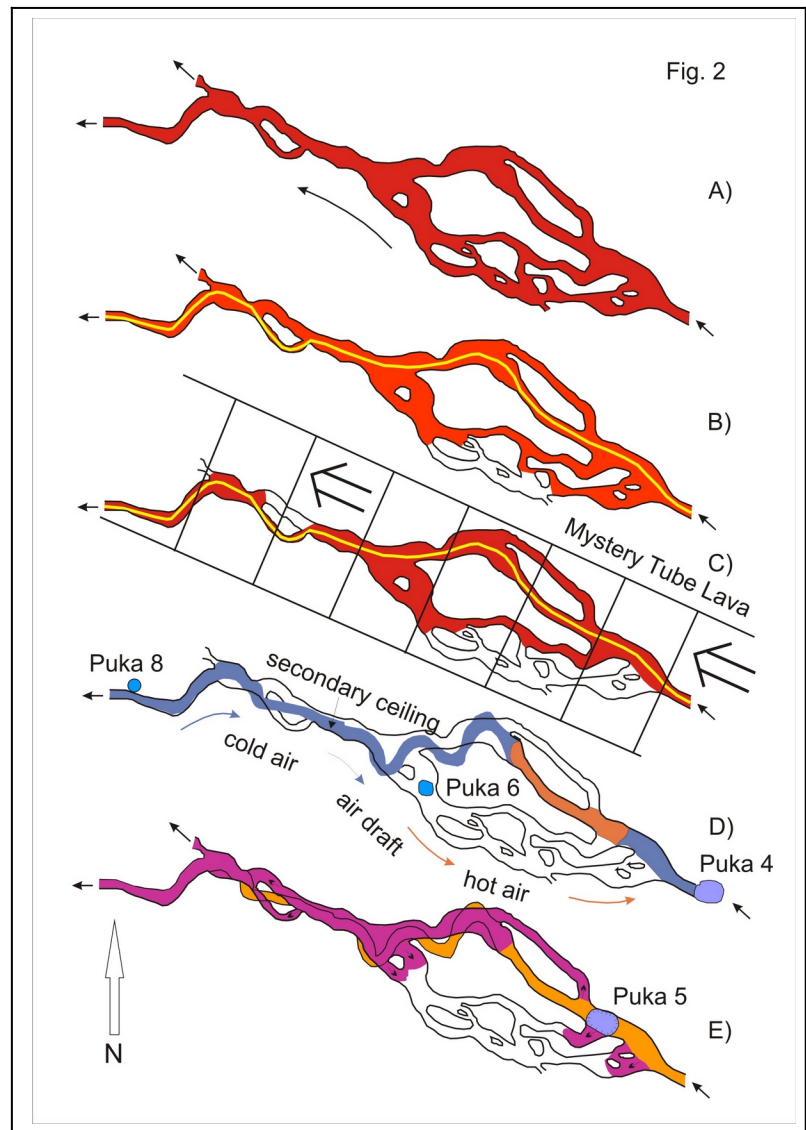 Fig. 2
A)
B)
C)
Mystery Tube Lava
Puka 8
secondary ceiling
cold air
Puka 6
air draft
D)
Puka 4
hot air
Puka 5
E)
N